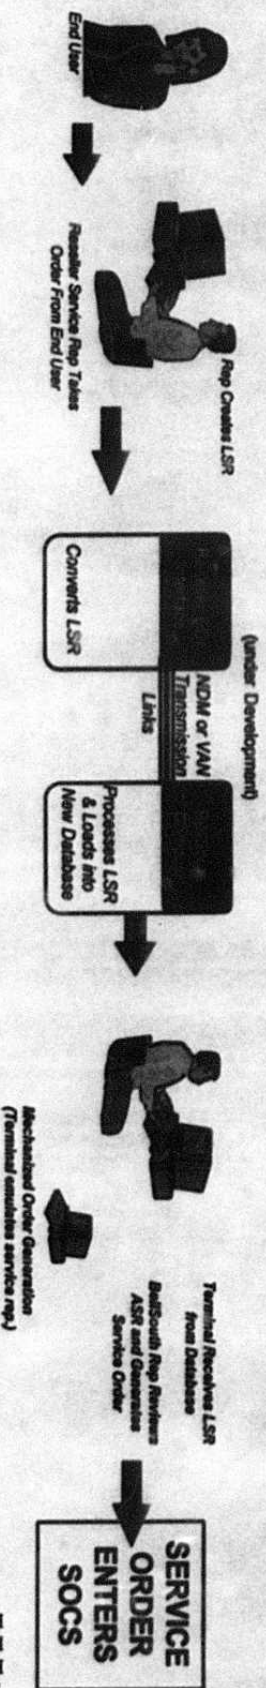 End User
Reseller Service Rep Takes
Order From End User
Rep Creates LSR
(under Development)
Converts LSR
NDM or VAN
Transmission
Links
Processes LSR
& Loads into
New Database
Mechanized Order Generation
(Terminal emulates service rep.)
Terminal Receives LSR
from Database
BellSouth Rep Reviews
ASR and Generates
Service Order
SERVICE
ORDER
ENTERS
SOCS